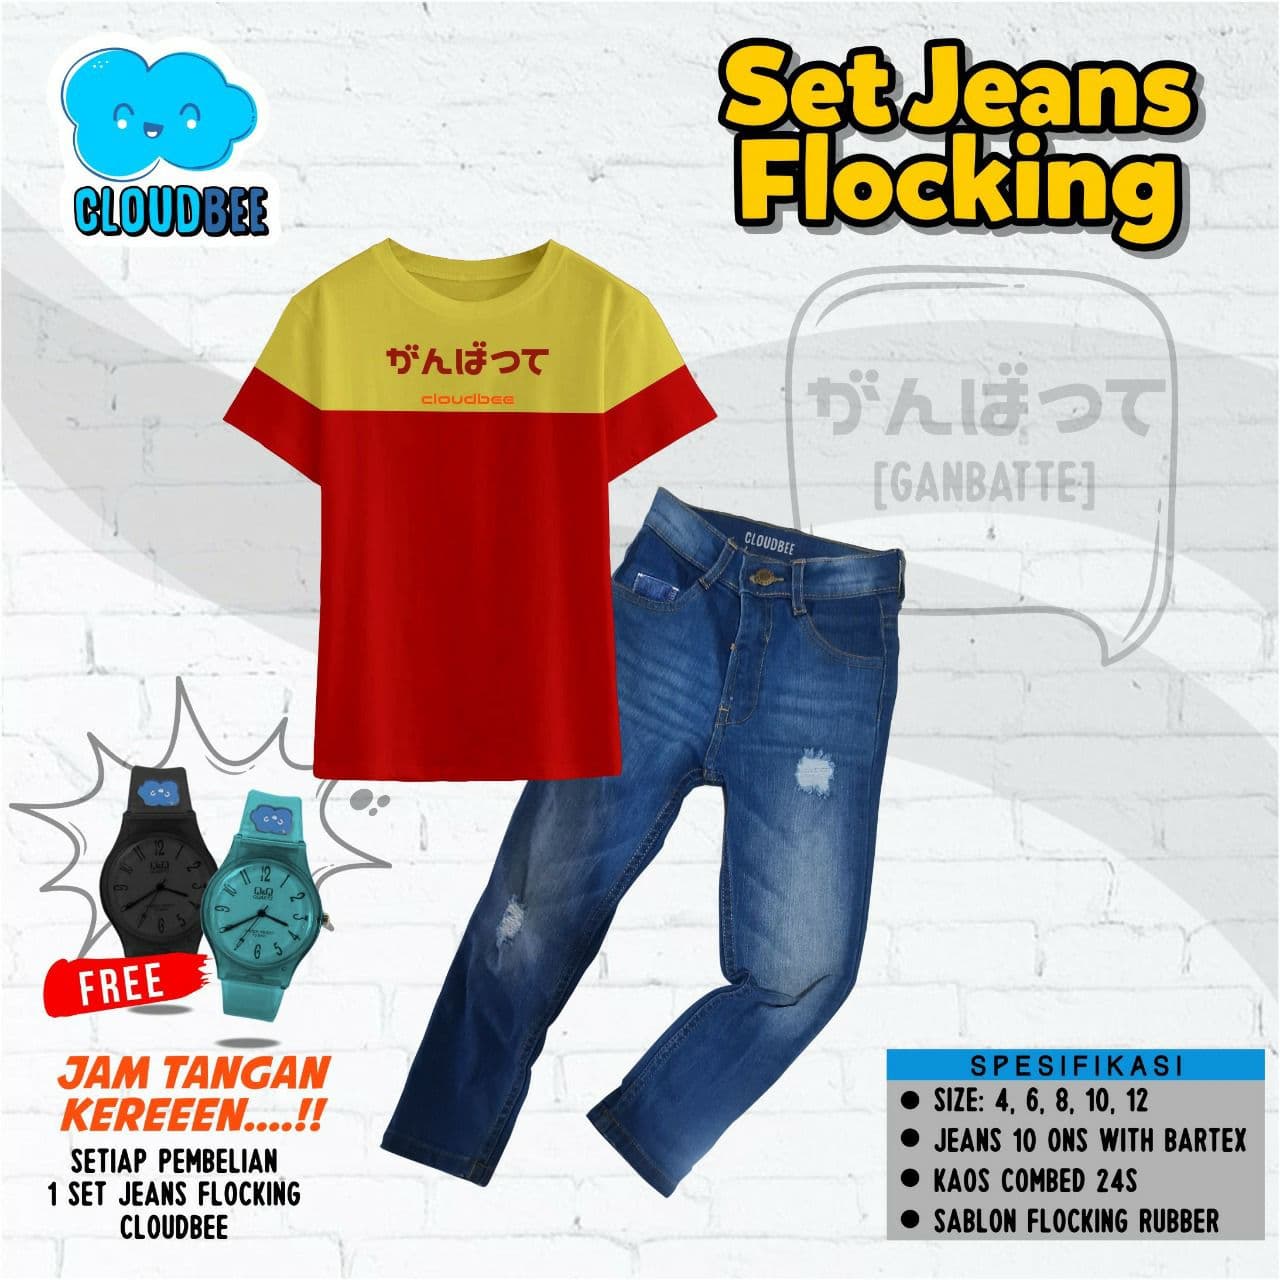 CLOUDBEE
Set Jeans
Flocking
がんばって
cloudbee
がんばって
[GANBATTE]
CLOUDBEE
Q&Q
QUARTZ
Q&Q
QUARTZ
FREE
JAM TANGAN
KEREEEN....!!
SETIAP PEMBELIAN
1 SET JEANS FLOCKING
CLOUDBEE
SPESIFIKASI
● SIZE: 4, 6, 8, 10, 12
● JEANS 10 ONS WITH BARTEX
● KAOS COMBED 24S
● SABLON FLOCKING RUBBER